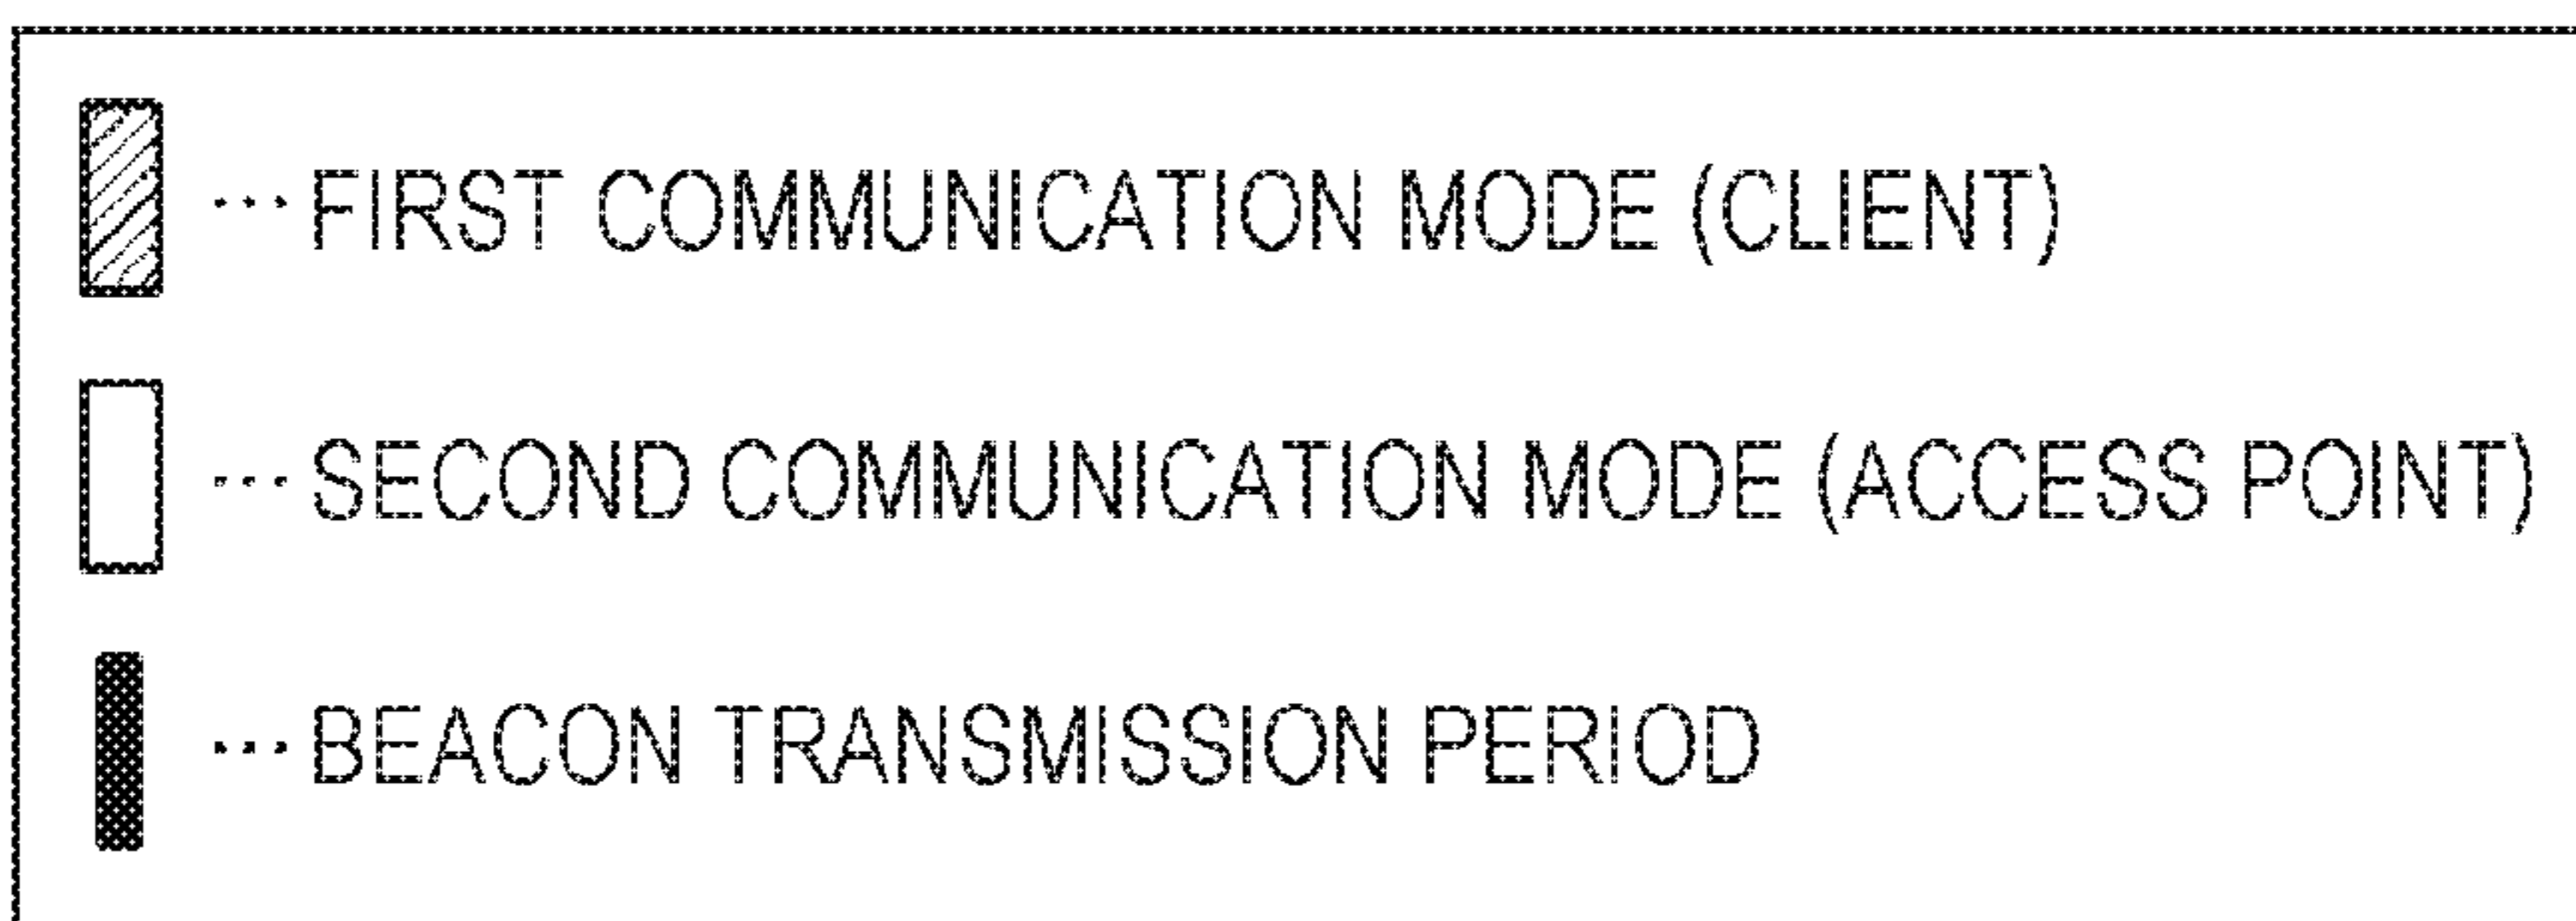 ··· FIRST COMMUNICATION MODE (CLIENT)
··· SECOND COMMUNICATION MODE (ACCESS POINT)
··· BEACON TRANSMISSION PERIOD